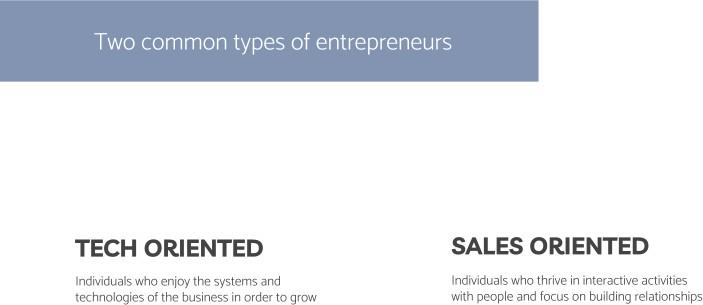 Two common types of entrepreneurs
TECH ORIENTED
Individuals who enjoy the systems and
technologies of the business in order to grow
SALES ORIENTED
Individuals who thrive in interactive activities
with people and focus on building relationships